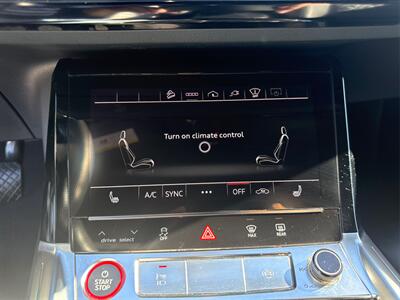 Turn on climate control
A/C SYNC ••• OFF
drive select OFF MAX REAR
START
STOP